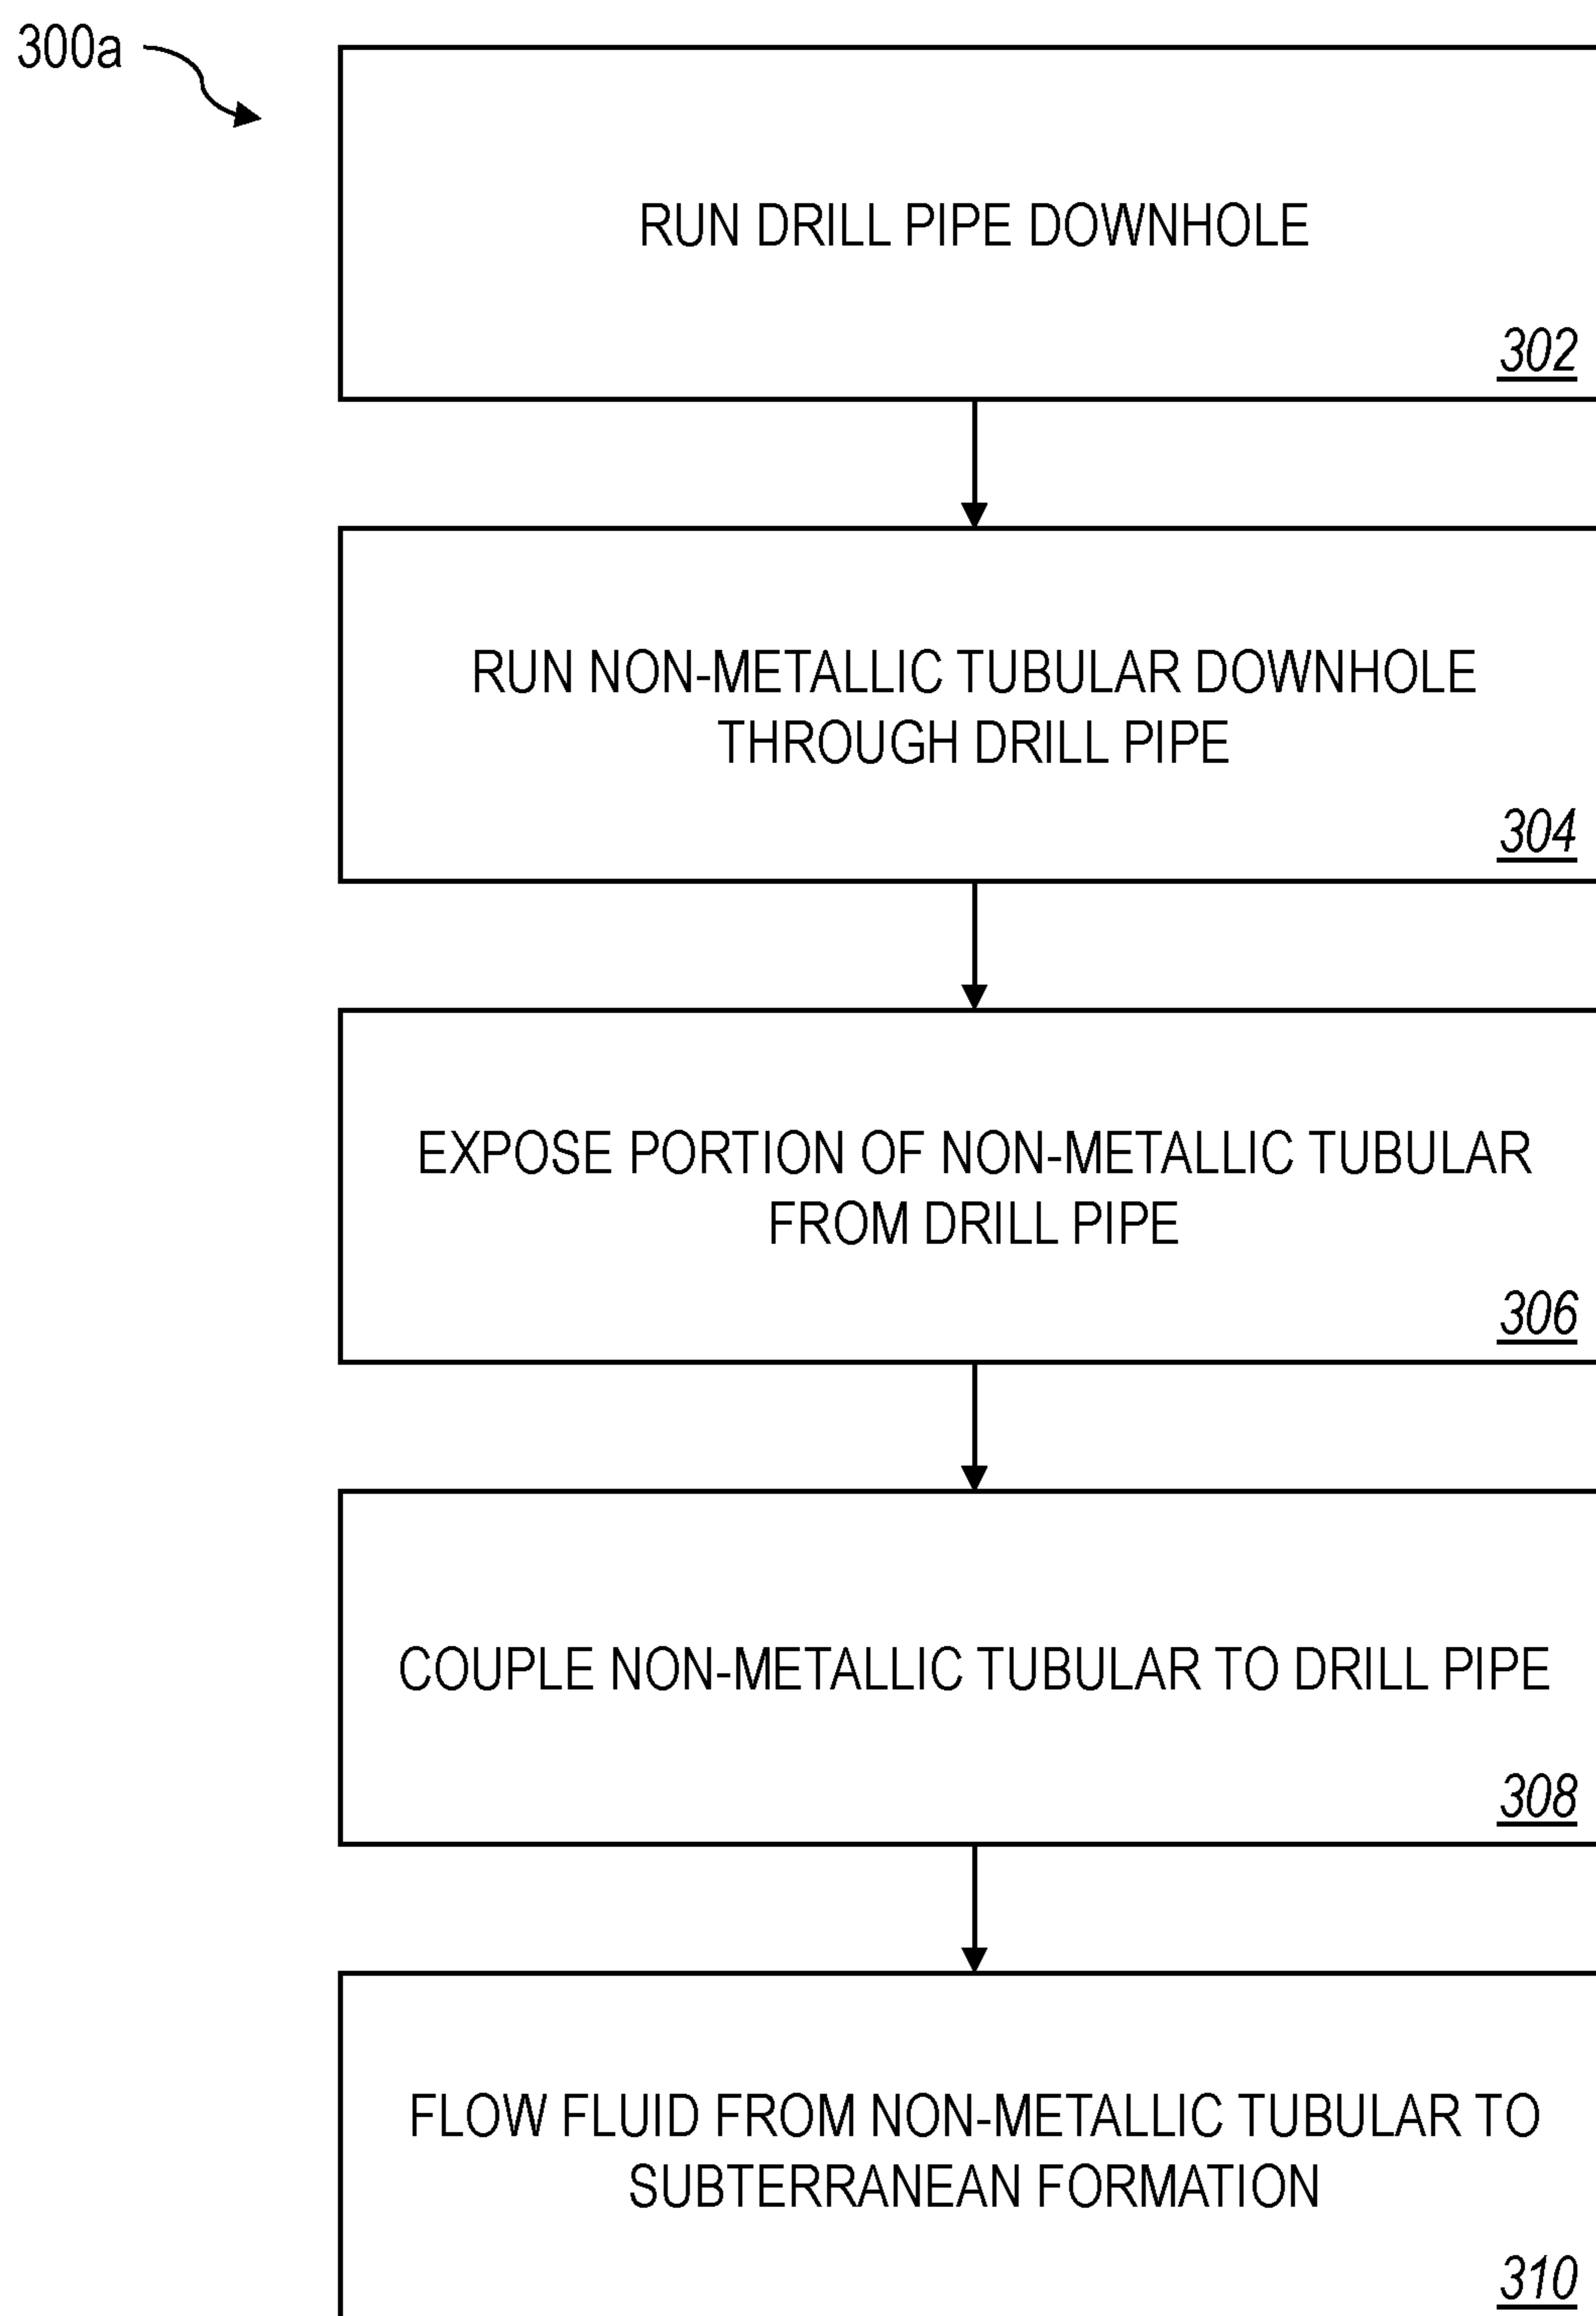 300a
RUN DRILL PIPE DOWNHOLE
302
RUN NON-METALLIC TUBULAR DOWNHOLE
THROUGH DRILL PIPE
304
EXPOSE PORTION OF NON-METALLIC TUBULAR
FROM DRILL PIPE
306
COUPLE NON-METALLIC TUBULAR TO DRILL PIPE
308
FLOW FLUID FROM NON-METALLIC TUBULAR TO
SUBTERRANEAN FORMATION
310